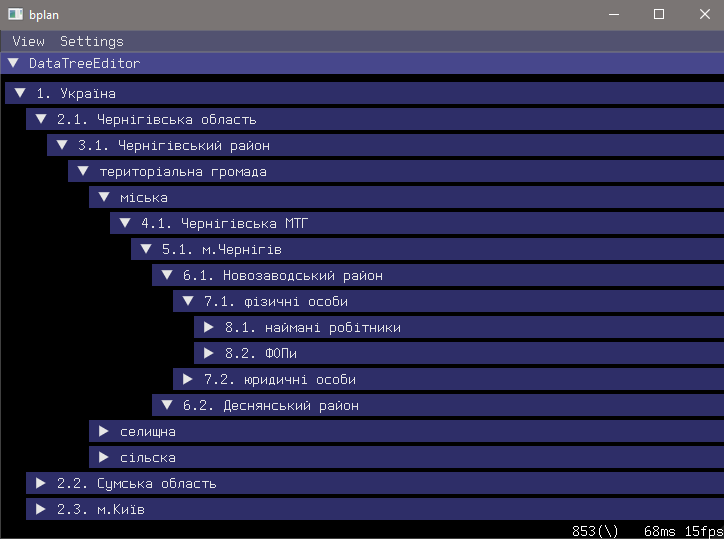 bplan
View Settings
DataTreeEditor
1. Україна
2.1. Чернігівська область
3.1. Чернігівський район
територіальна громада
міська
4.1. Чернігівська МТГ
5.1. м.Чернігів
6.1. Новозаводський район
7.1. фізичні особи
8.1. наймані робітники
8.2. ФОПи
7.2. юридичні особи
6.2. Деснянський район
селищна
сільска
2.2. Сумська область
2.3. м.Київ
853(\) 68ms 15fps